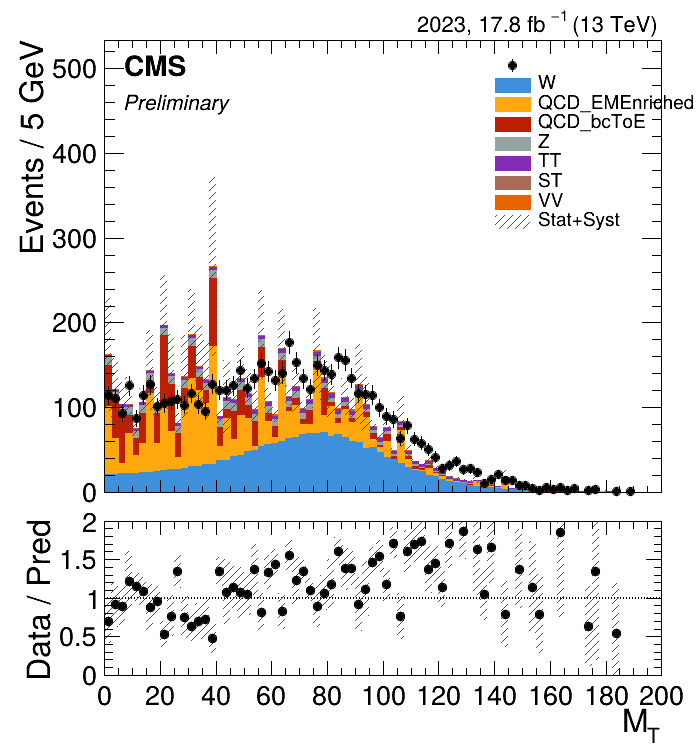 2023, 17.8 fb⁻¹ (13 TeV)
Events / 5 GeV
CMS
Preliminary
W
QCD_EMEnriched
QCD_bcToE
Z
TT
ST
VV
Stat+Syst
500
400
300
200
100
0
Data / Pred
2
1.5
1
0.5
0
0 20 40 60 80 100 120 140 160 180 200
M_T